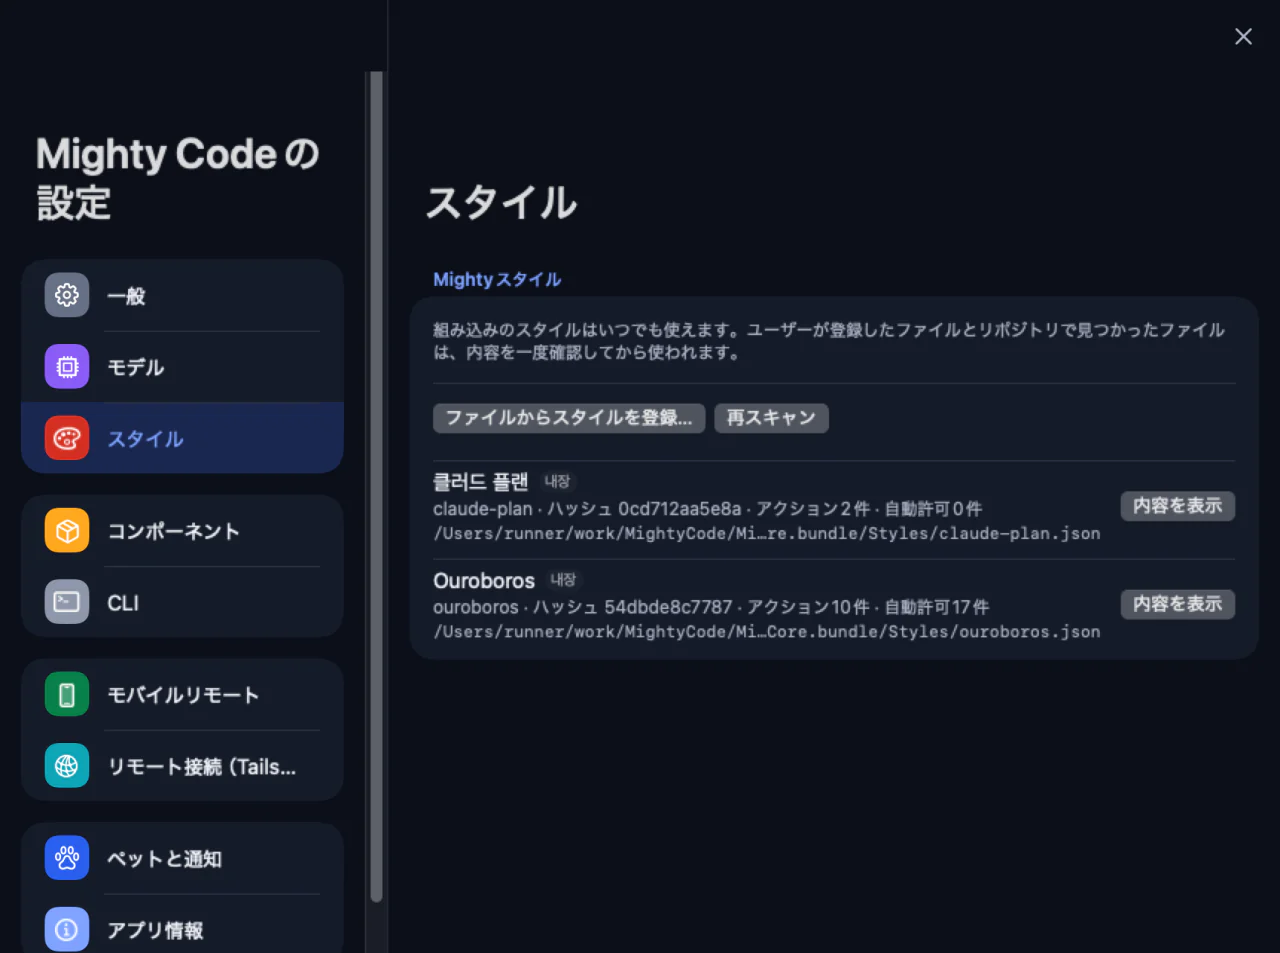 Mighty Code の
設定
一般
モデル
スタイル
コンポーネント
CLI
モバイルリモート
リモート接続 (Tails...
ペットと通知
アプリ情報
スタイル
Mighty スタイル
組み込みのスタイルはいつでも使えます。ユーザーが登録したファイルとリポジトリで見つかったファイル
は、内容を一度確認してから使われます。
ファイルからスタイルを登録...
再スキャン
클러드 플랜 내장
claude-plan · ハッシュ 0cd712aa5e8a · アクション 2 件 · 自動許可 0 件
/Users/runner/work/MightyCode/Mi…re.bundle/Styles/claude-plan.json
内容を表示
Ouroboros 내장
ouroboros · ハッシュ 54dbde8c7787 · アクション 10 件 · 自動許可 17 件
/Users/runner/work/MightyCode/Mi…Core.bundle/Styles/ouroboros.json
内容を表示